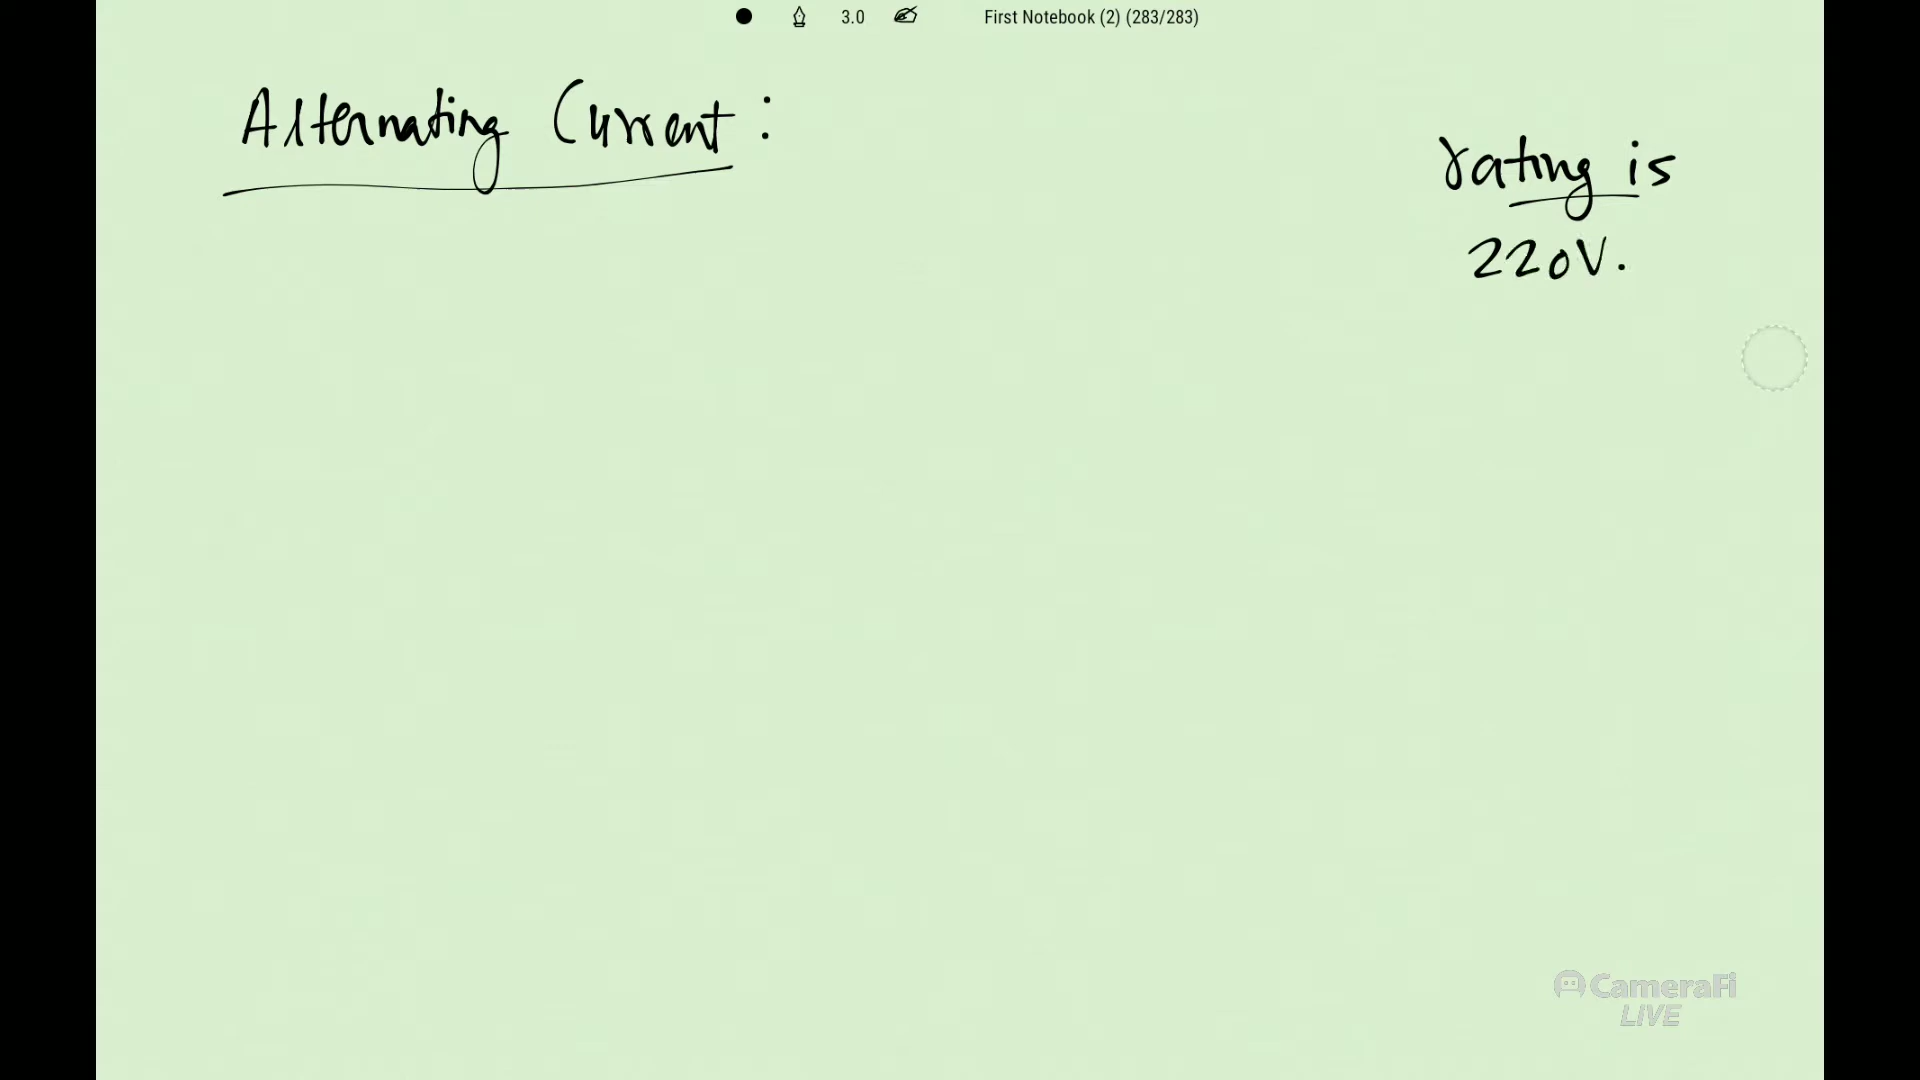 3.0 First Notebook (2) (283/283)
Alternating Current :
rating is
220V.
CameraFi
LIVE